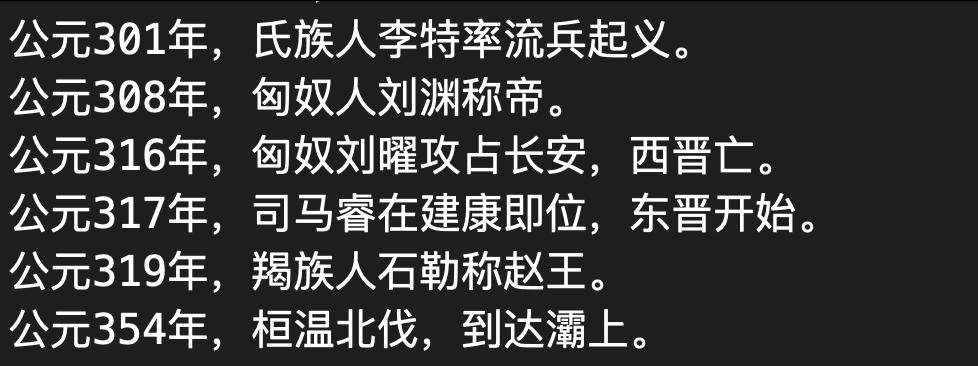 公元301年，氏族人李特率流兵起义。
公元308年，匈奴人刘渊称帝。
公元316年，匈奴刘曜攻占长安，西晋亡。
公元317年，司马睿在建康即位，东晋开始。
公元319年，羯族人石勒称赵王。
公元354年，桓温北伐，到达灞上。